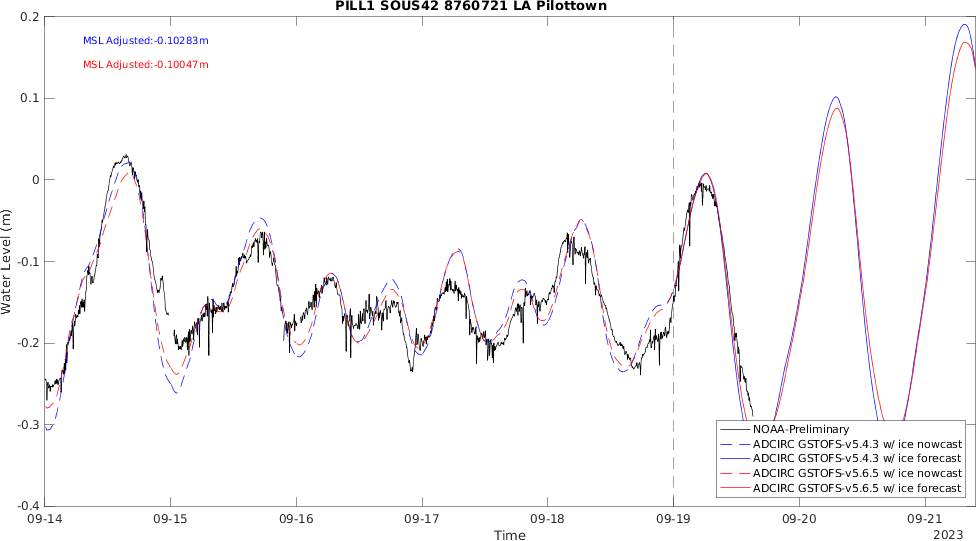 PILL1 SOUS42 8760721 LA Pilottown
MSL Adjusted:-0.10283m
MSL Adjusted:-0.10047m
Water Level (m)
0.2
0.1
0
-0.1
-0.2
-0.3
-0.4
NOAA-Preliminary
ADCIRC GSTOFS-v5.4.3 w/ ice nowcast
ADCIRC GSTOFS-v5.4.3 w/ ice forecast
ADCIRC GSTOFS-v5.6.5 w/ ice nowcast
ADCIRC GSTOFS-v5.6.5 w/ ice forecast
09-14 09-15 09-16 09-17 09-18 09-19 09-20 09-21
Time
2023